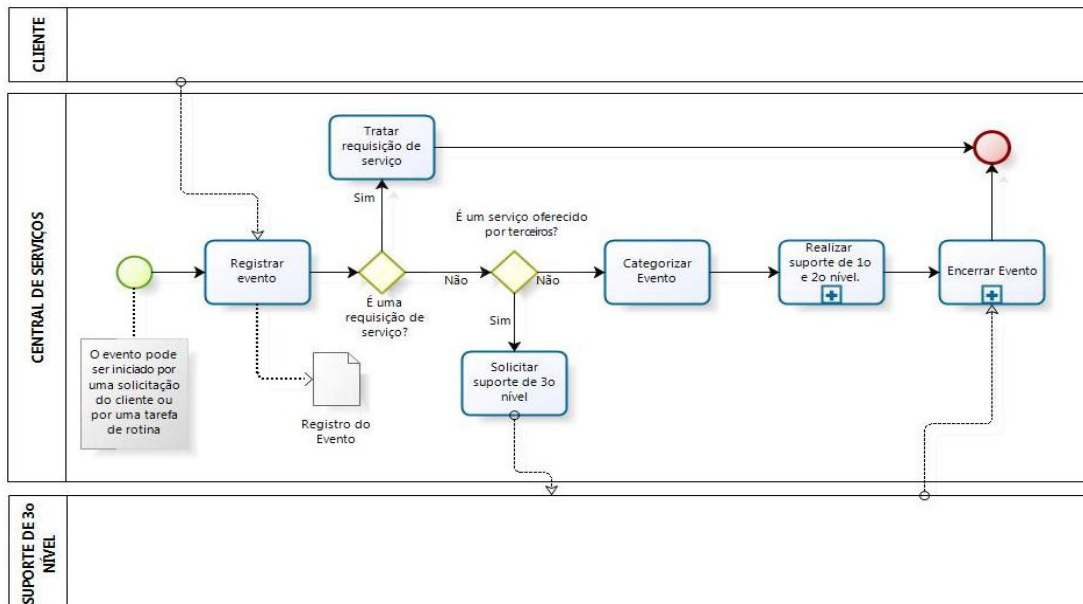 CLIENTE
CENTRAL DE SERVIÇOS
Tratar
requisição de
serviço
Sim
É um serviço oferecido
por terceiros?
Registrar
evento
Não
É uma
requisição de
serviço?
Não
Sim
Categorizar
Evento
Realizar
suporte de 1o
e 2o nível.
Encerrar Evento
O evento pode
ser iniciado por
uma solicitação
do cliente ou
por uma tarefa
de rotina
Registro do
Evento
Solicitar
suporte de 3o
nível
SUPORTE DE 3o
NÍVEL